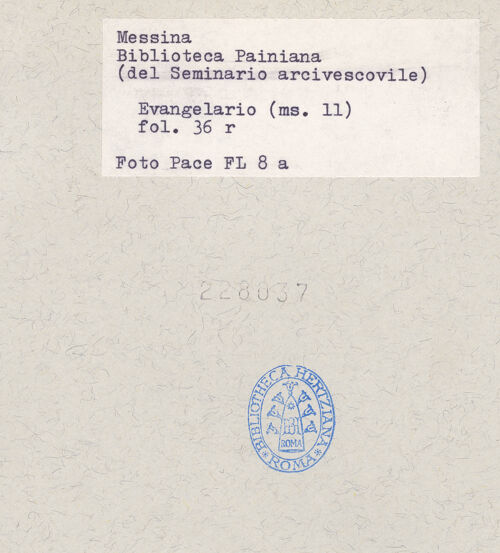 Messina
Biblioteca Painiana
(del Seminario arcivescovile)
Evangelario (ms. 11)
fol. 36 r
Foto Pace FL 8 a
228037
BIBLIOTHECA HERTZIANA
ROMA
* ROMA *